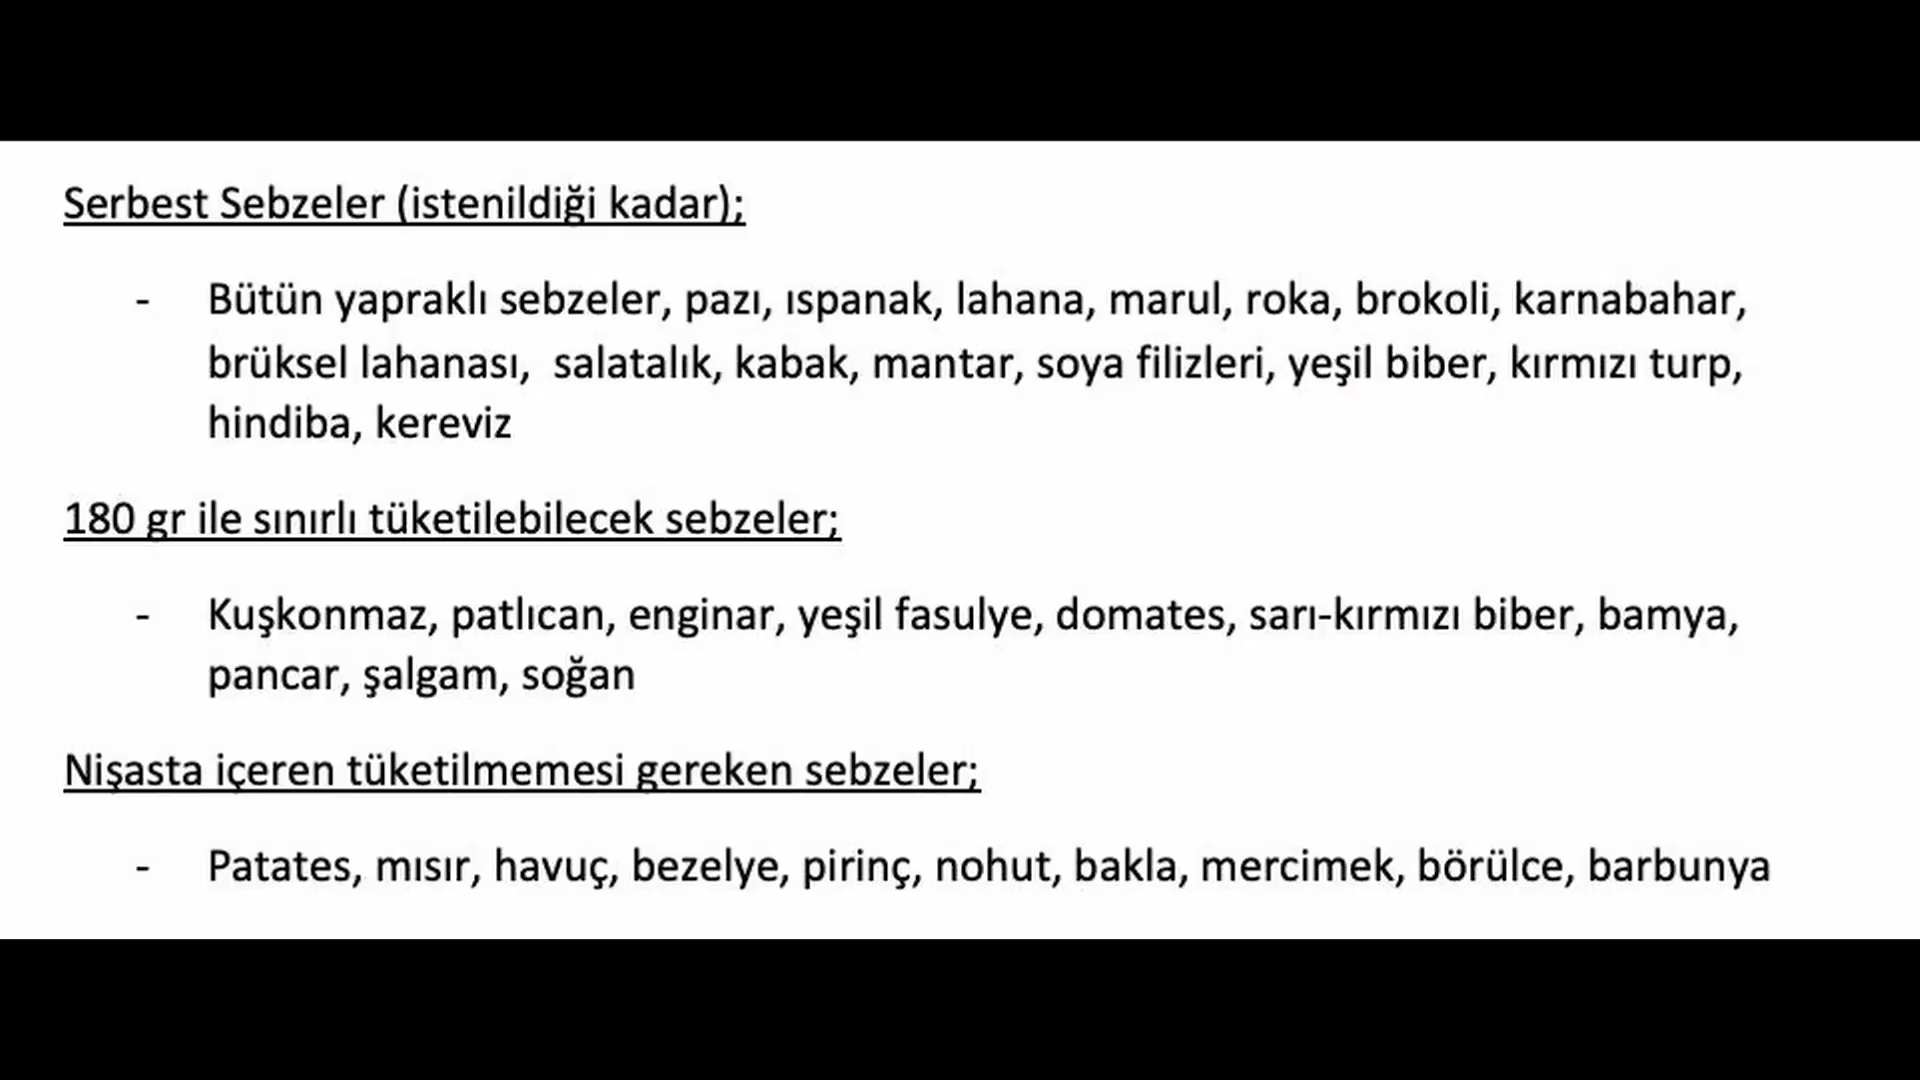 Serbest Sebzeler (istenildiği kadar);
- Bütün yapraklı sebzeler, pazı, ıspanak, lahana, marul, roka, brokoli, karnabahar,
brüksel lahanası, salatalık, kabak, mantar, soya filizleri, yeşil biber, kırmızı turp,
hindiba, kereviz
180 gr ile sınırlı tüketilebilecek sebzeler;
- Kuşkonmaz, patlıcan, enginar, yeşil fasulye, domates, sarı-kırmızı biber, bamya,
pancar, şalgam, soğan
Nişasta içeren tüketilmemesi gereken sebzeler;
- Patates, mısır, havuç, bezelye, pirinç, nohut, bakla, mercimek, börülce, barbunya